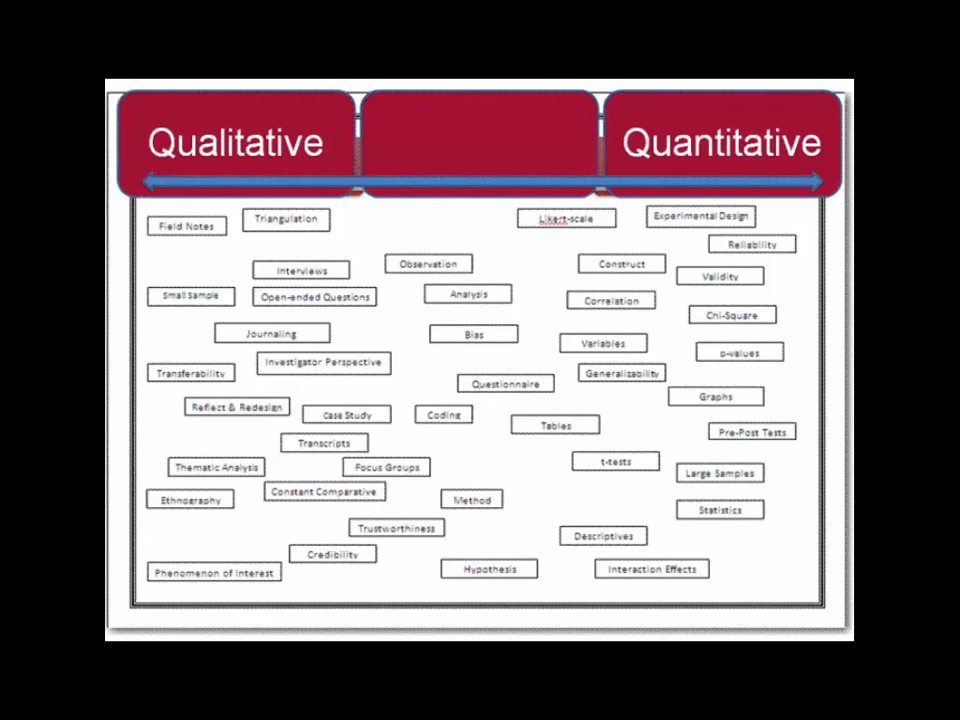 Qualitative
Quantitative
Field Notes
Triangulation
Likert-scale
Experimental Design
Reliability
Interviews
Observation
Construct
Validity
Small Sample
Open-ended Questions
Analysis
Correlation
Chi-Square
Journaling
Bias
Variables
p-values
Transferability
Investigator Perspective
Questionnaire
Generalizability
Graphs
Reflect & Redesign
Case Study
Coding
Tables
Pre-Post Tests
Transcripts
Thematic Analysis
Focus Groups
t-tests
Large Samples
Ethnography
Constant Comparative
Method
Statistics
Trustworthiness
Descriptives
Credibility
Phenomenon of Interest
Hypothesis
Interaction Effects